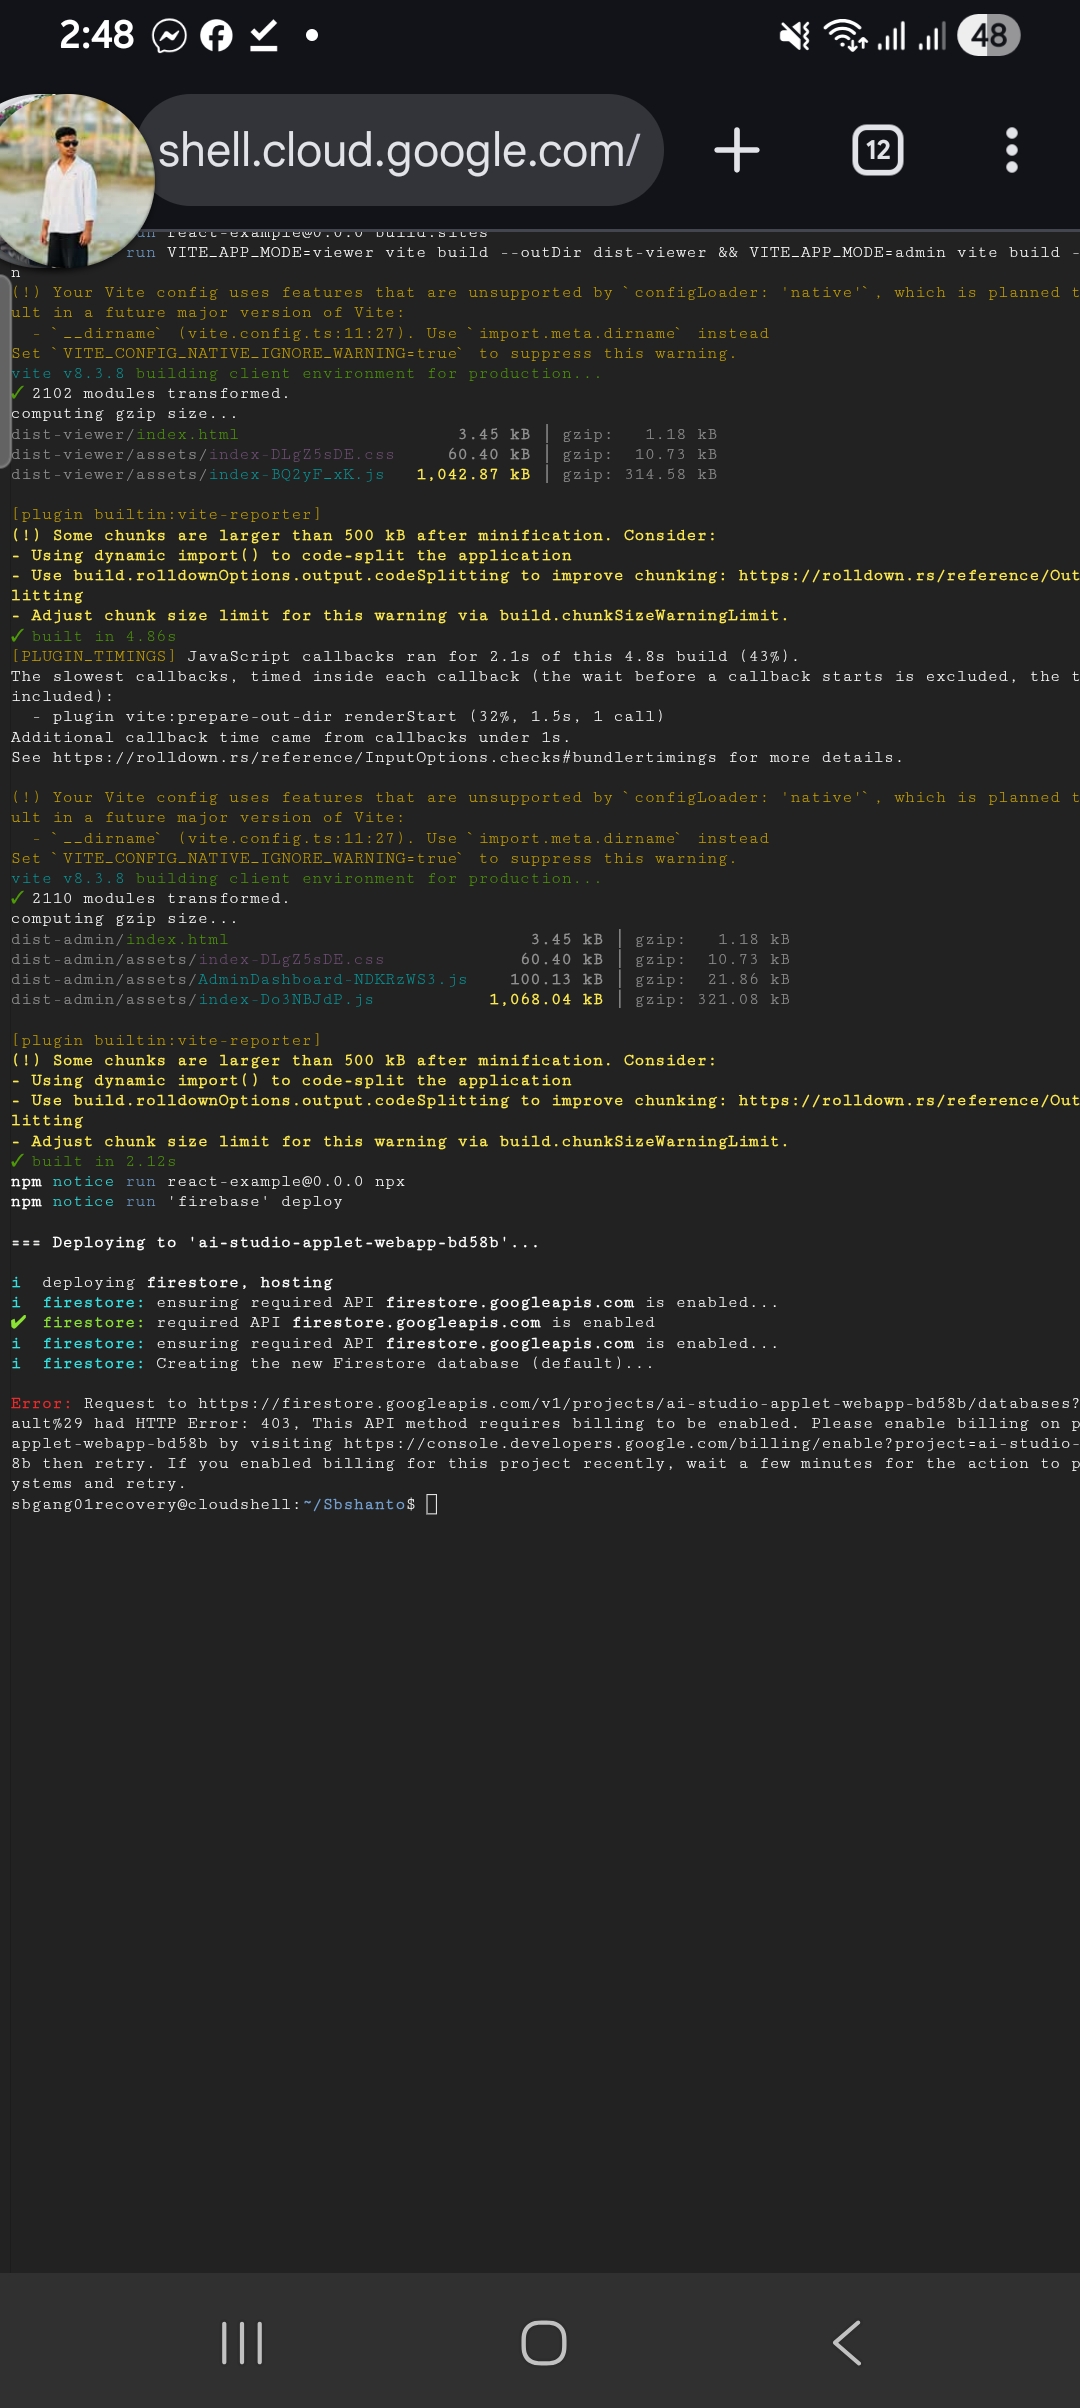 2:48
48
shell.cloud.google.com/
12
run react-example@0.0.0 build:sites
run VITE_APP_MODE=viewer vite build --outDir dist-viewer && VITE_APP_MODE=admin vite build -
n
(!) Your Vite config uses features that are unsupported by `configLoader: 'native'`, which is planned t
ult in a future major version of Vite:
- `__dirname` (vite.config.ts:11:27). Use `import.meta.dirname` instead
Set `VITE_CONFIG_NATIVE_IGNORE_WARNING=true` to suppress this warning.
vite v8.3.8 building client environment for production...
✓ 2102 modules transformed.
computing gzip size...
dist-viewer/index.html 3.45 kB │ gzip: 1.18 kB
dist-viewer/assets/index-DLgZ5sDE.css 60.40 kB │ gzip: 10.73 kB
dist-viewer/assets/index-BQ2yF_xK.js 1,042.87 kB │ gzip: 314.58 kB
[plugin builtin:vite-reporter]
(!) Some chunks are larger than 500 kB after minification. Consider:
- Using dynamic import() to code-split the application
- Use build.rolldownOptions.output.codeSplitting to improve chunking: https://rolldown.rs/reference/Out
litting
- Adjust chunk size limit for this warning via build.chunkSizeWarningLimit.
✓ built in 4.86s
[PLUGIN_TIMINGS] JavaScript callbacks ran for 2.1s of this 4.8s build (43%).
The slowest callbacks, timed inside each callback (the wait before a callback starts is excluded, the t
included):
- plugin vite:prepare-out-dir renderStart (32%, 1.5s, 1 call)
Additional callback time came from callbacks under 1s.
See https://rolldown.rs/reference/InputOptions.checks#bundlertimings for more details.
(!) Your Vite config uses features that are unsupported by `configLoader: 'native'`, which is planned t
ult in a future major version of Vite:
- `__dirname` (vite.config.ts:11:27). Use `import.meta.dirname` instead
Set `VITE_CONFIG_NATIVE_IGNORE_WARNING=true` to suppress this warning.
vite v8.3.8 building client environment for production...
✓ 2110 modules transformed.
computing gzip size...
dist-admin/index.html 3.45 kB │ gzip: 1.18 kB
dist-admin/assets/index-DLgZ5sDE.css 60.40 kB │ gzip: 10.73 kB
dist-admin/assets/AdminDashboard-NDKRzWS3.js 100.13 kB │ gzip: 21.86 kB
dist-admin/assets/index-Do3NBJdP.js 1,068.04 kB │ gzip: 321.08 kB
[plugin builtin:vite-reporter]
(!) Some chunks are larger than 500 kB after minification. Consider:
- Using dynamic import() to code-split the application
- Use build.rolldownOptions.output.codeSplitting to improve chunking: https://rolldown.rs/reference/Out
litting
- Adjust chunk size limit for this warning via build.chunkSizeWarningLimit.
✓ built in 2.12s
npm notice run react-example@0.0.0 npx
npm notice run 'firebase' deploy
=== Deploying to 'ai-studio-applet-webapp-bd58b'...
i deploying firestore, hosting
i firestore: ensuring required API firestore.googleapis.com is enabled...
✔ firestore: required API firestore.googleapis.com is enabled
i firestore: ensuring required API firestore.googleapis.com is enabled...
i firestore: Creating the new Firestore database (default)...
Error: Request to https://firestore.googleapis.com/v1/projects/ai-studio-applet-webapp-bd58b/databases?
ault%29 had HTTP Error: 403, This API method requires billing to be enabled. Please enable billing on p
applet-webapp-bd58b by visiting https://console.developers.google.com/billing/enable?project=ai-studio-
8b then retry. If you enabled billing for this project recently, wait a few minutes for the action to p
ystems and retry.
sbgang01recovery@cloudshell:~/Sbshanto$